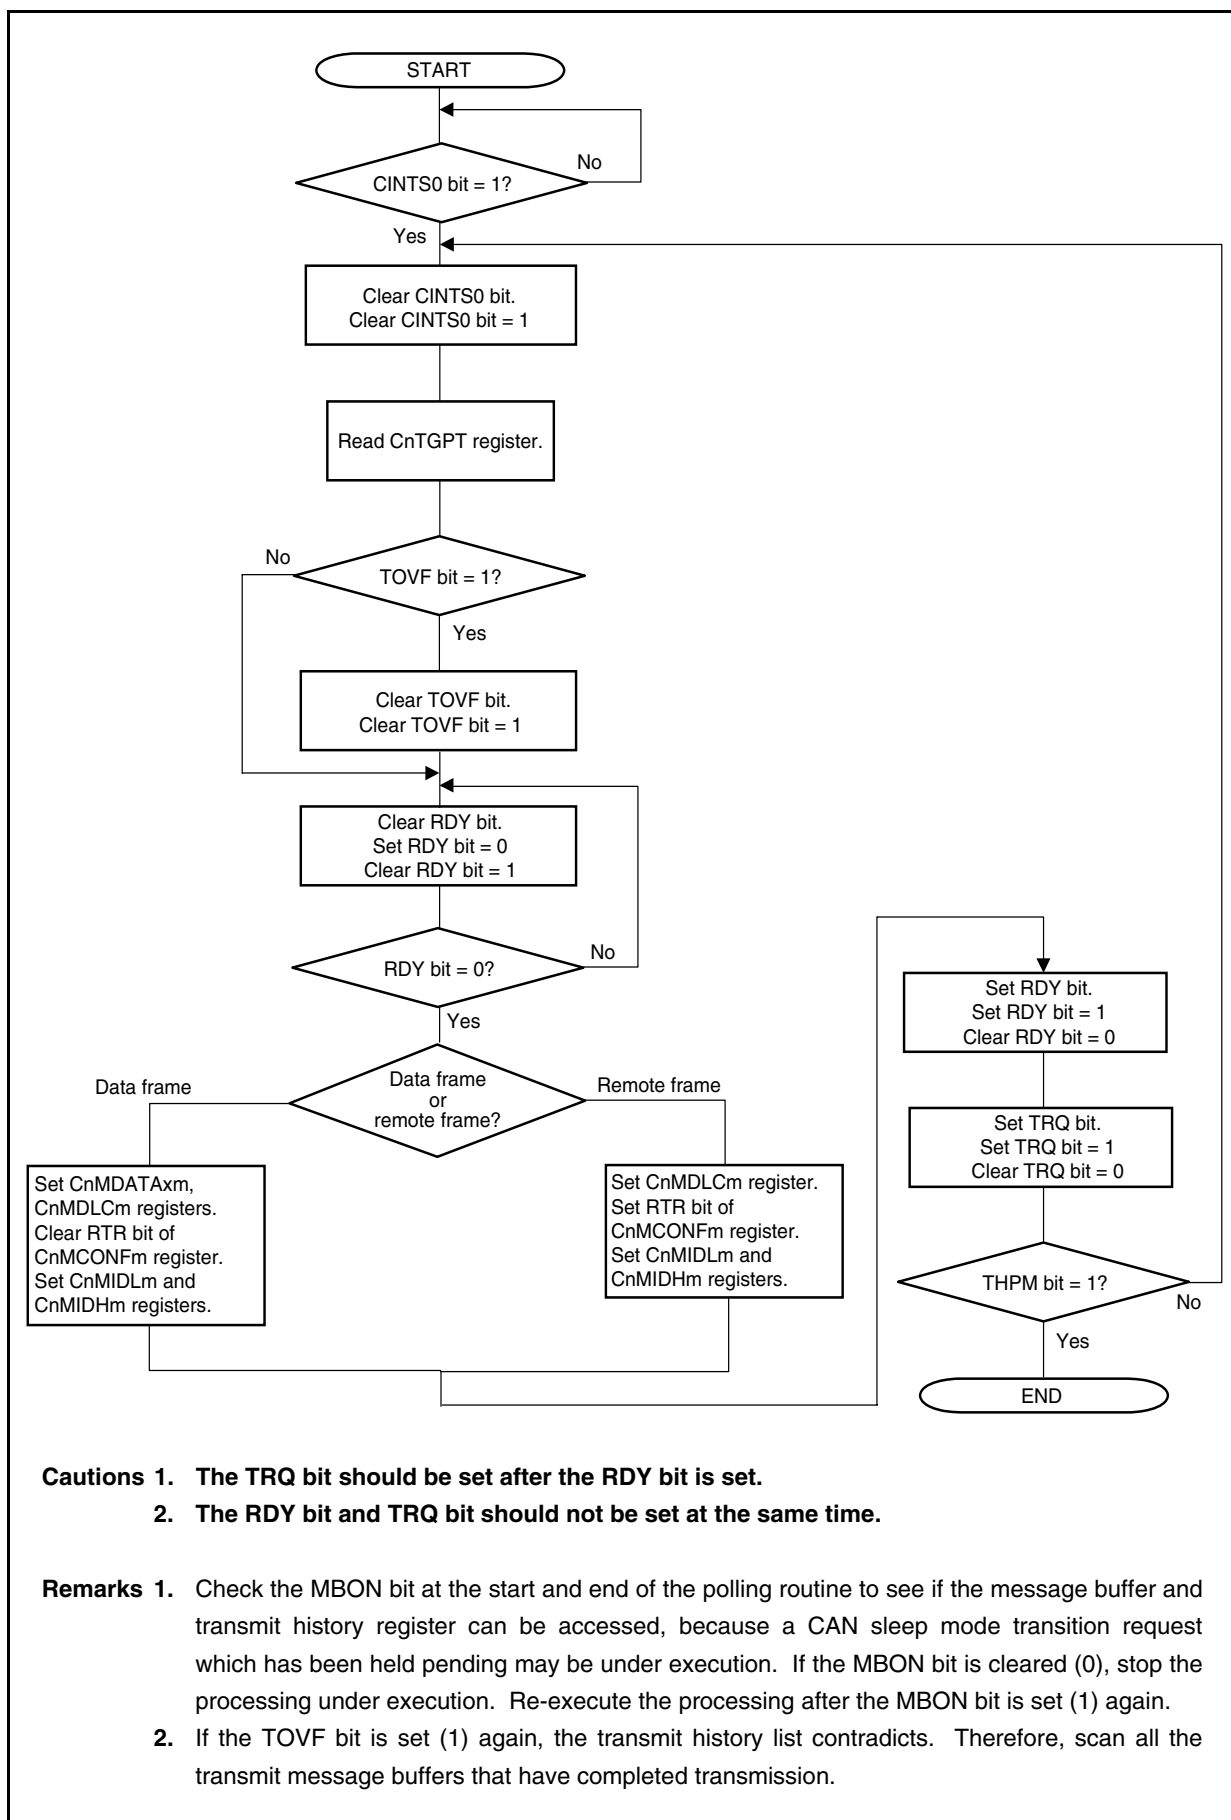 START
No
CINTS0 bit = 1?
Yes
Clear CINTS0 bit.
Clear CINTS0 bit = 1
Read CnTGPT register.
No
TOVF bit = 1?
Yes
Clear TOVF bit.
Clear TOVF bit = 1
Clear RDY bit.
Set RDY bit = 0
Clear RDY bit = 1
No
RDY bit = 0?
Yes
Data frame
Data frame
or
remote frame?
Remote frame
Set CnMDATAxm,
CnMDLCm registers.
Clear RTR bit of
CnMCONFm register.
Set CnMIDLm and
CnMIDHm registers.
Set CnMDLCm register.
Set RTR bit of
CnMCONFm register.
Set CnMIDLm and
CnMIDHm registers.
Set RDY bit.
Set RDY bit = 1
Clear RDY bit = 0
Set TRQ bit.
Set TRQ bit = 1
Clear TRQ bit = 0
THPM bit = 1?
No
Yes
END
Cautions 1. The TRQ bit should be set after the RDY bit is set.
2. The RDY bit and TRQ bit should not be set at the same time.
Remarks 1. Check the MBON bit at the start and end of the polling routine to see if the message buffer and
transmit history register can be accessed, because a CAN sleep mode transition request
which has been held pending may be under execution. If the MBON bit is cleared (0), stop the
processing under execution. Re-execute the processing after the MBON bit is set (1) again.
2. If the TOVF bit is set (1) again, the transmit history list contradicts. Therefore, scan all the
transmit message buffers that have completed transmission.